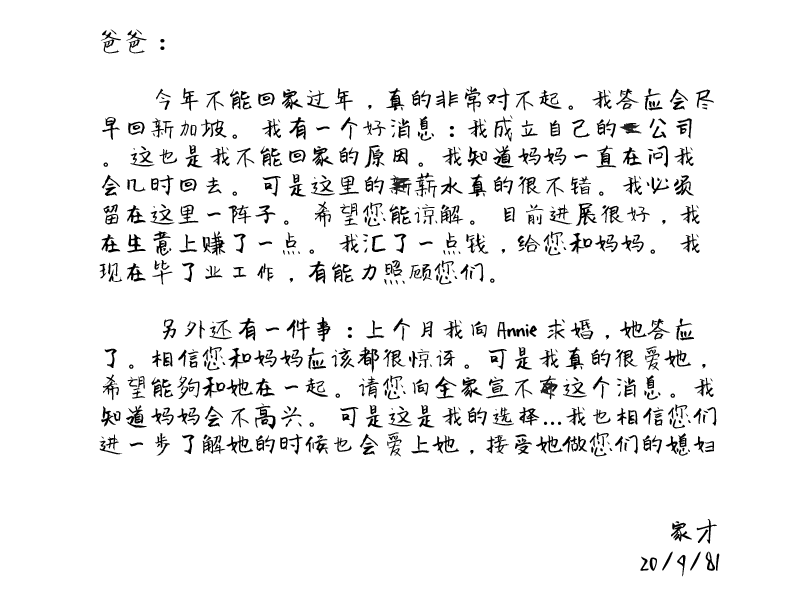 爸爸：
今年不能回家过年，真的非常对不起。我答应会尽
早回新加坡。我有一个好消息：我成立自己的公司
。这也是我不能回家的原因。我知道妈妈一直在问我
会几时回去。可是这里的薪水真的很不错。我必须
留在这里一阵子。希望您能谅解。目前进展很好，我
在生意上赚了一点。我汇了一点钱，给您和妈妈。我
现在毕了业工作，有能力照顾您们。
另外还有一件事：上个月我向Annie求婚，她答应
了。相信您和妈妈应该都很惊讶。可是我真的很爱她，
希望能够和她在一起。请您向全家宣不这个消息。我
知道妈妈会不高兴。可是这是我的选择...我也相信您们
进一步了解她的时候也会爱上她，接受她做您们的媳妇
家才
20/9/81